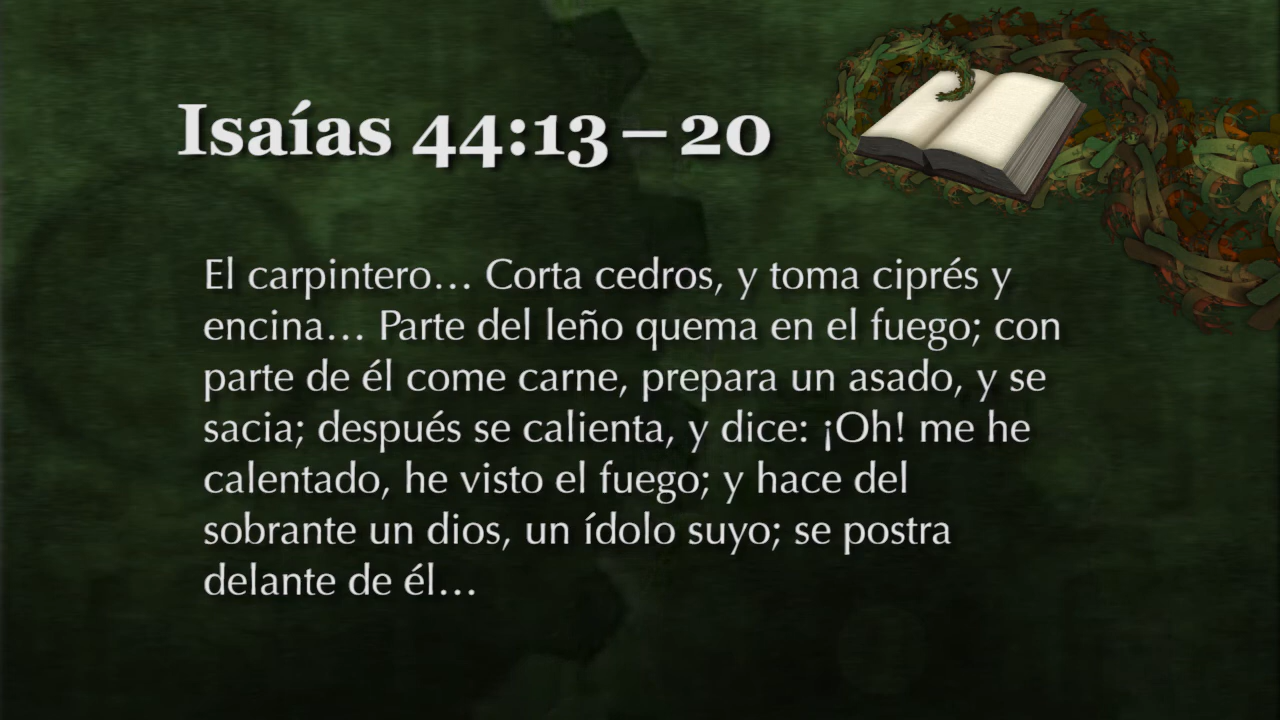 Isaías 44:13–20
El carpintero… Corta cedros, y toma ciprés y
encina… Parte del leño quema en el fuego; con
parte de él come carne, prepara un asado, y se
sacia; después se calienta, y dice: ¡Oh! me he
calentado, he visto el fuego; y hace del
sobrante un dios, un ídolo suyo; se postra
delante de él…